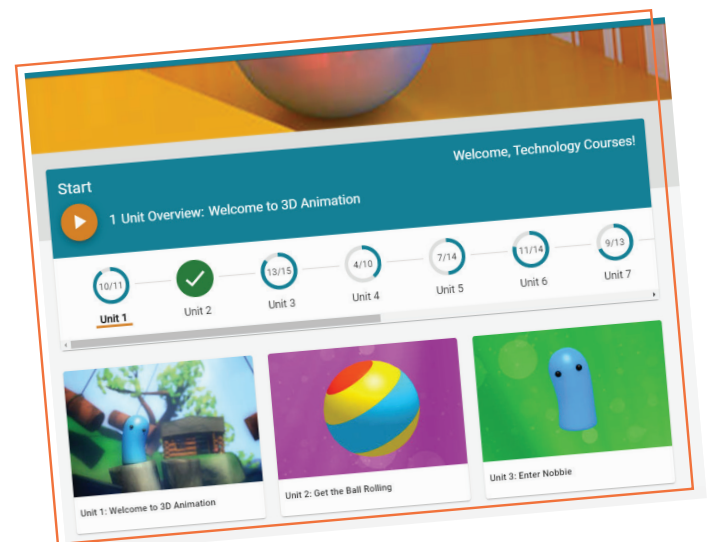 Welcome, Technology Courses!
Start
1 Unit Overview: Welcome to 3D Animation
10/11
13/15
4/10
7/14
11/14
9/13
Unit 1
Unit 2
Unit 3
Unit 4
Unit 5
Unit 6
Unit 7
Unit 1: Welcome to 3D Animation
Unit 2: Get the Ball Rolling
Unit 3: Enter Nobbie